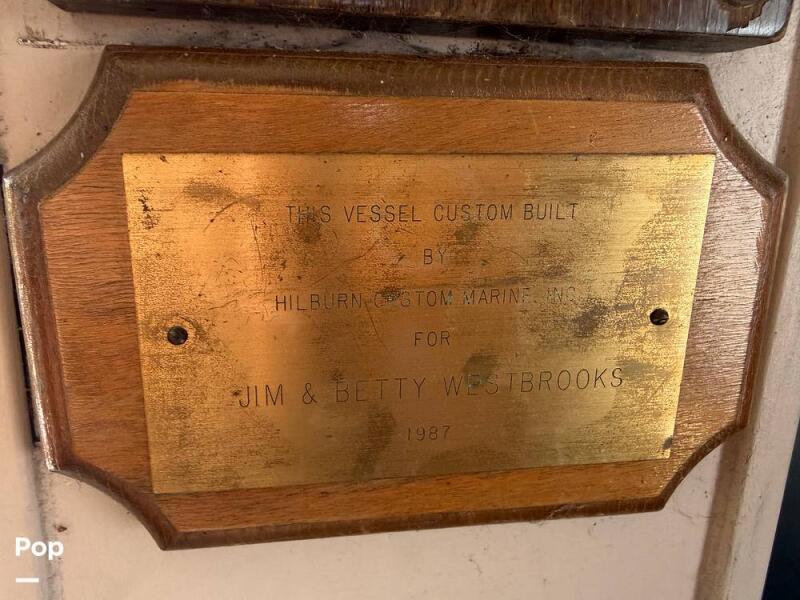 THIS VESSEL CUSTOM BUILT
BY
HILBURN CUSTOM MARINE, INC
FOR
JIM & BETTY WESTBROOKS
1987
Pop